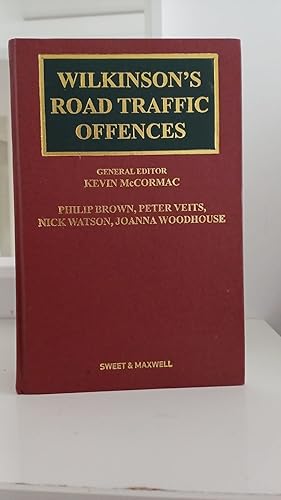 WILKINSON'S
ROAD TRAFFIC
OFFENCES
GENERAL EDITOR
KEVIN McCORMAC
PHILIP BROWN, PETER VEITS,
NICK WATSON, JOANNA WOODHOUSE
SWEET & MAXWELL